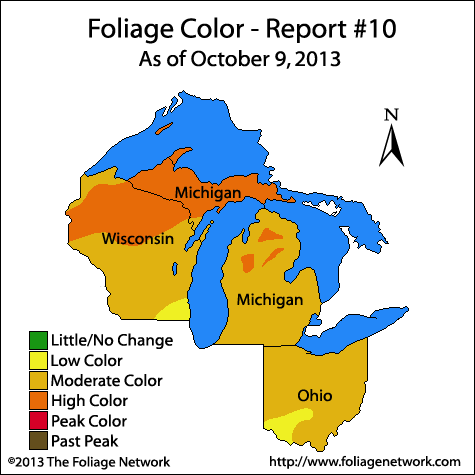 Foliage Color - Report #10
As of October 9, 2013
N
Michigan
Wisconsin
Michigan
Ohio
Little/No Change
Low Color
Moderate Color
High Color
Peak Color
Past Peak
©2013 The Foliage Network
http://www.foliagenetwork.com